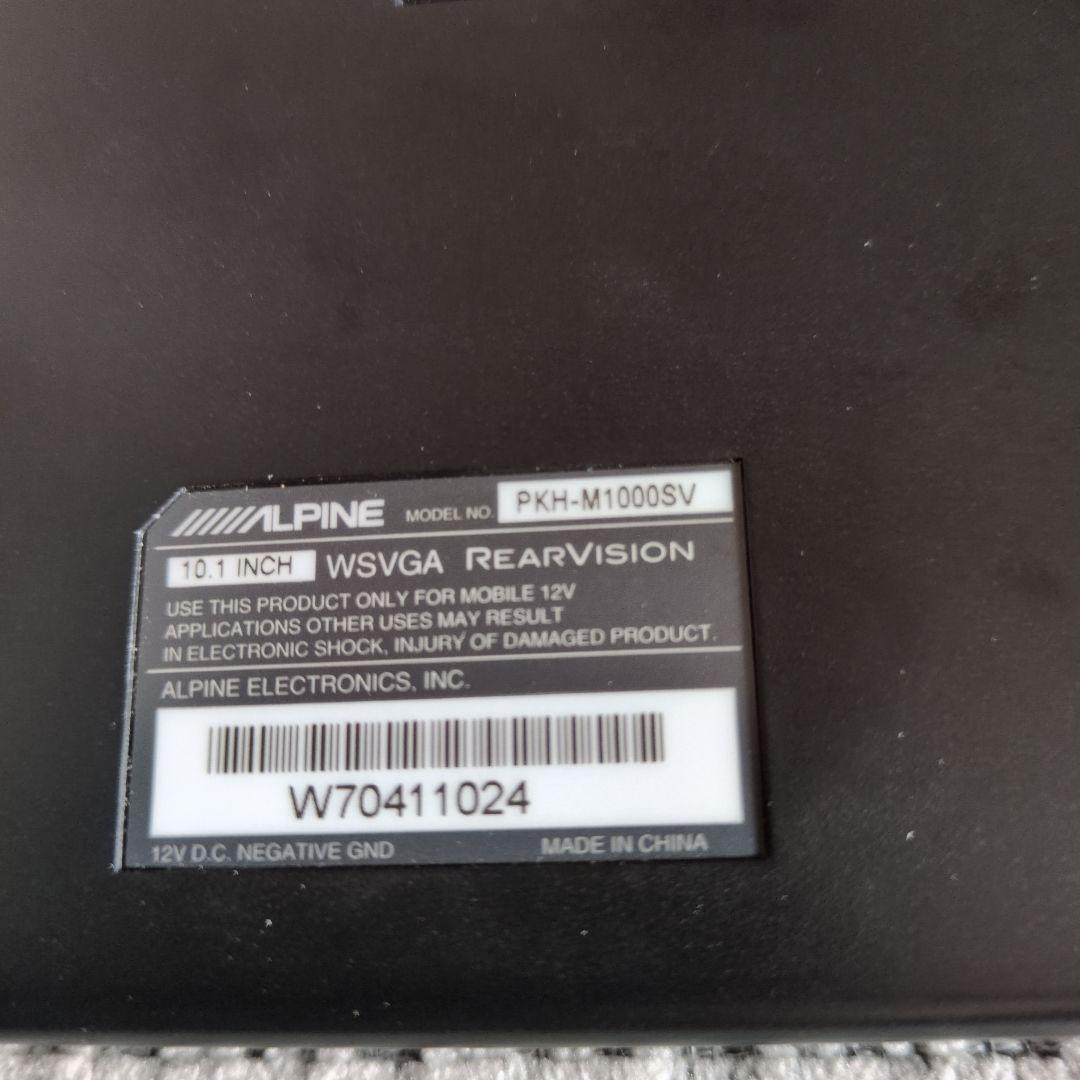 ALPINE MODEL NO. PKH-M1000SV
10.1 INCH WSVGA REARVISION
USE THIS PRODUCT ONLY FOR MOBILE 12V
APPLICATIONS OTHER USES MAY RESULT
IN ELECTRONIC SHOCK, INJURY OF DAMAGED PRODUCT.
ALPINE ELECTRONICS, INC.
W70411024
12V D.C. NEGATIVE GND MADE IN CHINA